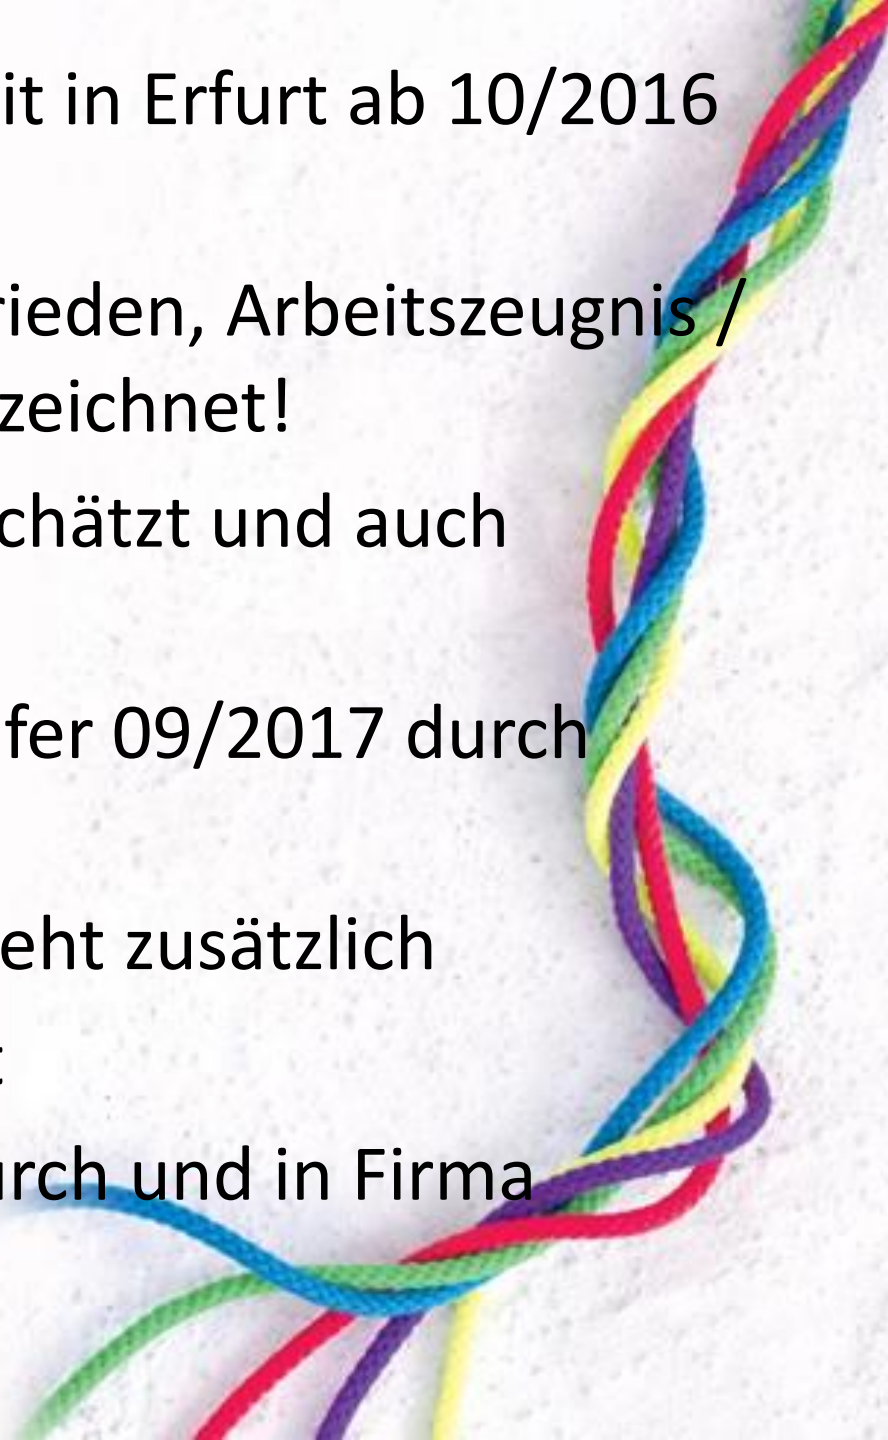 it in Erfurt ab 10/2016
rieden, Arbeitszeugnis /
zeichnet!
chätzt und auch
fer 09/2017 durch
eht zusätzlich
t
urch und in Firma